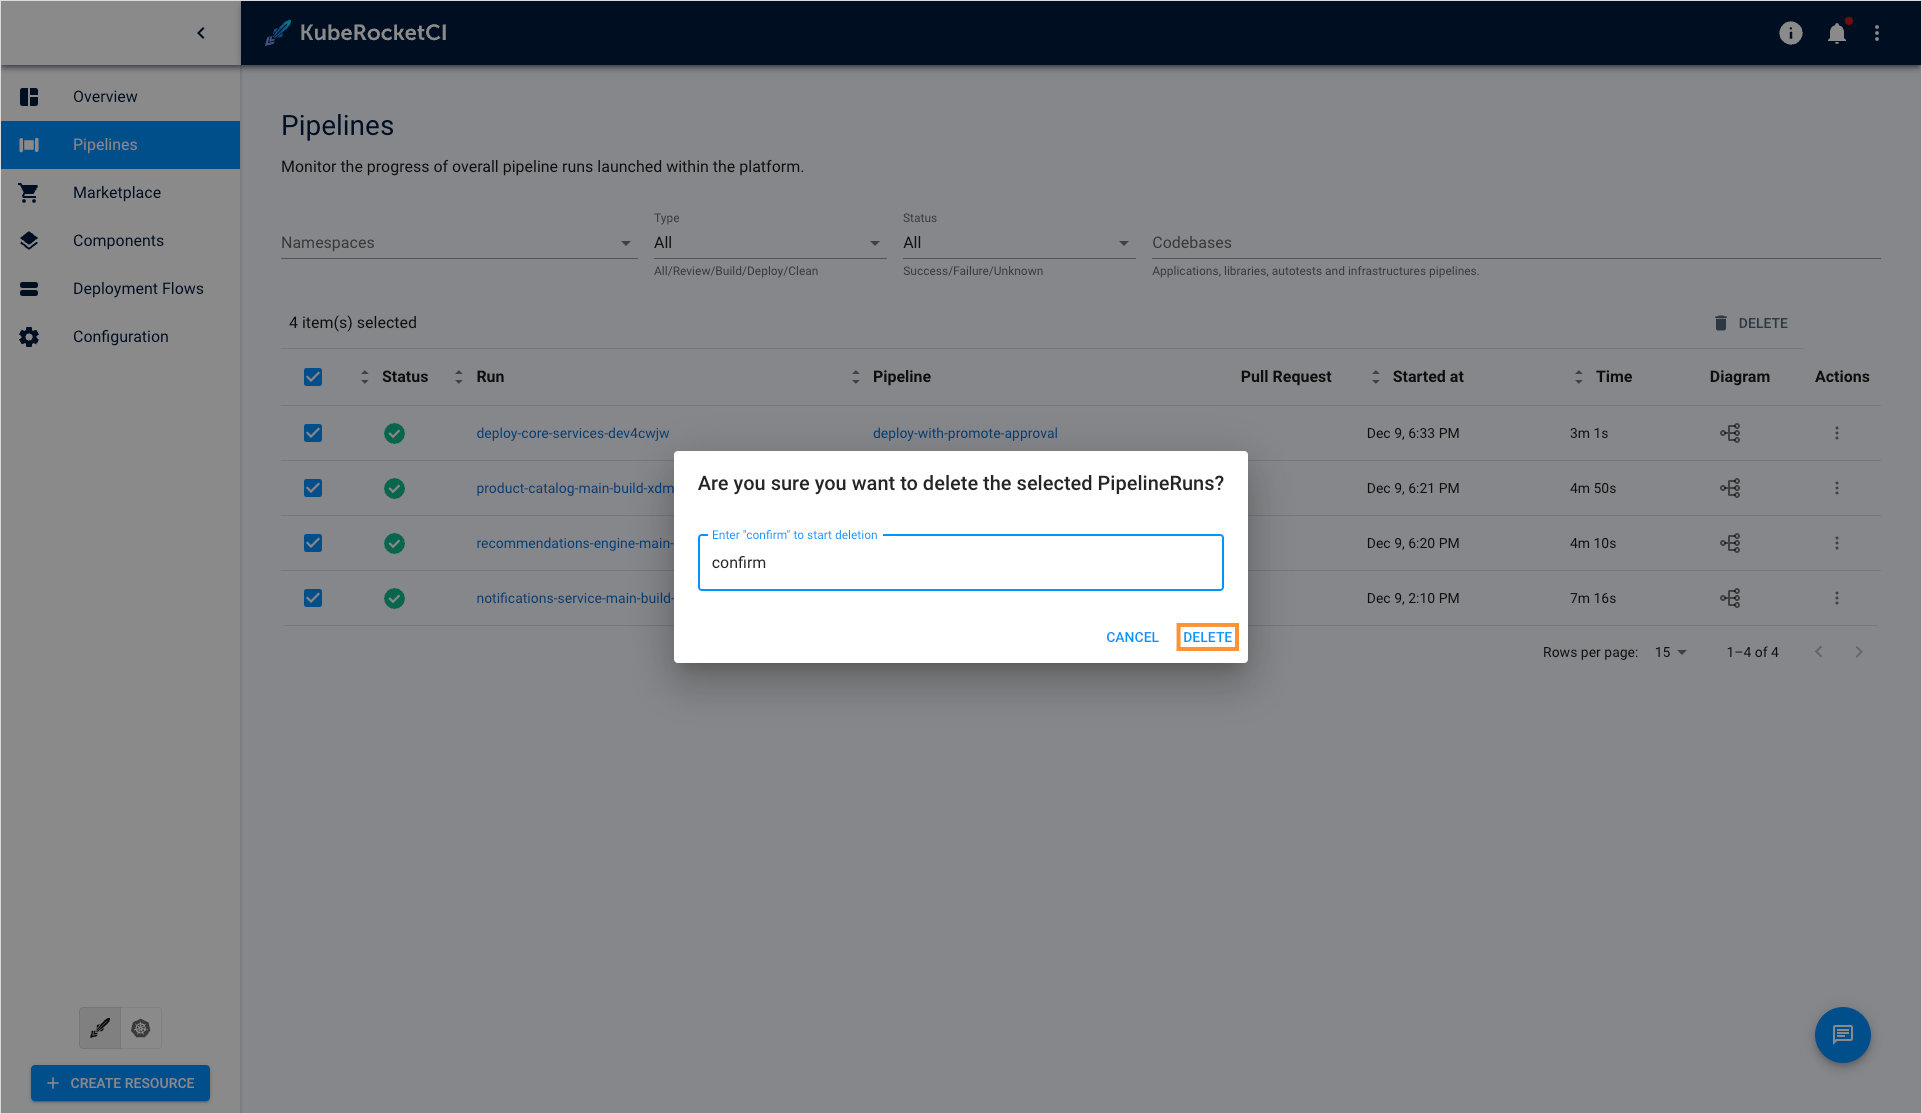 KubeRocketCI
Overview
Pipelines
Marketplace
Components
Deployment Flows
Configuration
Pipelines
Monitor the progress of overall pipeline runs launched within the platform.
Namespaces
Type
All
All/Review/Build/Deploy/Clean
Status
All
Success/Failure/Unknown
Codebases
Applications, libraries, autotests and infrastructures pipelines.
4 item(s) selected
DELETE
Status Run Pipeline Pull Request Started at Time Diagram Actions
deploy-core-services-dev4cwjw deploy-with-promote-approval Dec 9, 6:33 PM 3m 1s
product-catalog-main-build-xdm Dec 9, 6:21 PM 4m 50s
recommendations-engine-main- Dec 9, 6:20 PM 4m 10s
notifications-service-main-build- Dec 9, 2:10 PM 7m 16s
Rows per page: 15 1–4 of 4
Are you sure you want to delete the selected PipelineRuns?
Enter "confirm" to start deletion
confirm
CANCEL DELETE
CREATE RESOURCE